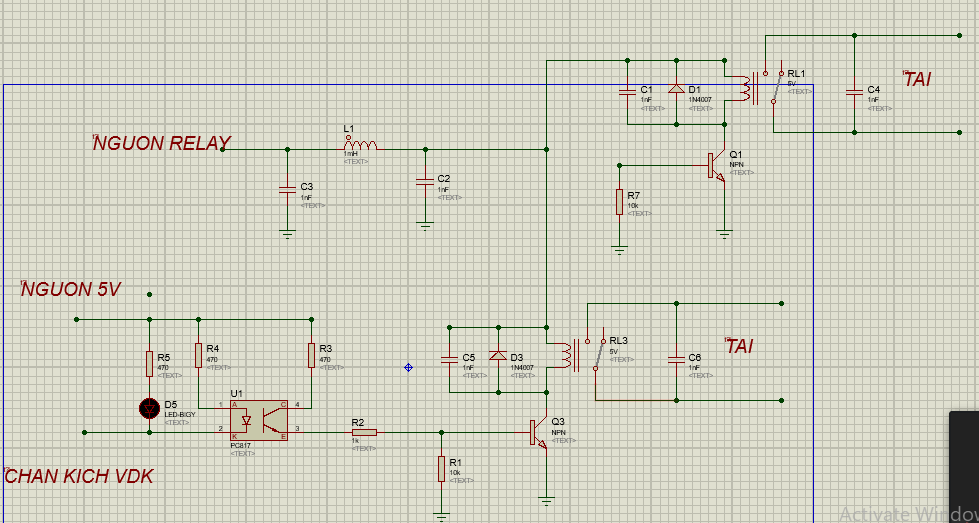 RL1
5V
<TEXT>
TAI
C1
1nF
<TEXT>
D1
1N4007
C4
1nF
<TEXT>
NGUON RELAY
L1
1mH
<TEXT>
Q1
NPN
<TEXT>
C3
1nF
<TEXT>
C2
1nF
<TEXT>
R7
10k
<TEXT>
NGUON 5V
R5
470
<TEXT>
R4
470
<TEXT>
R3
470
<TEXT>
C5
1nF
<TEXT>
D3
1N4007
<TEXT>
RL3
5V
<TEXT>
C6
1nF
<TEXT>
TAI
D5
LED-BIGY
<TEXT>
U1
1 A C 4
2 K E 3
PC817
<TEXT>
R2
1k
<TEXT>
Q3
NPN
<TEXT>
R1
10k
<TEXT>
CHAN KICH VDK
Activate Windo